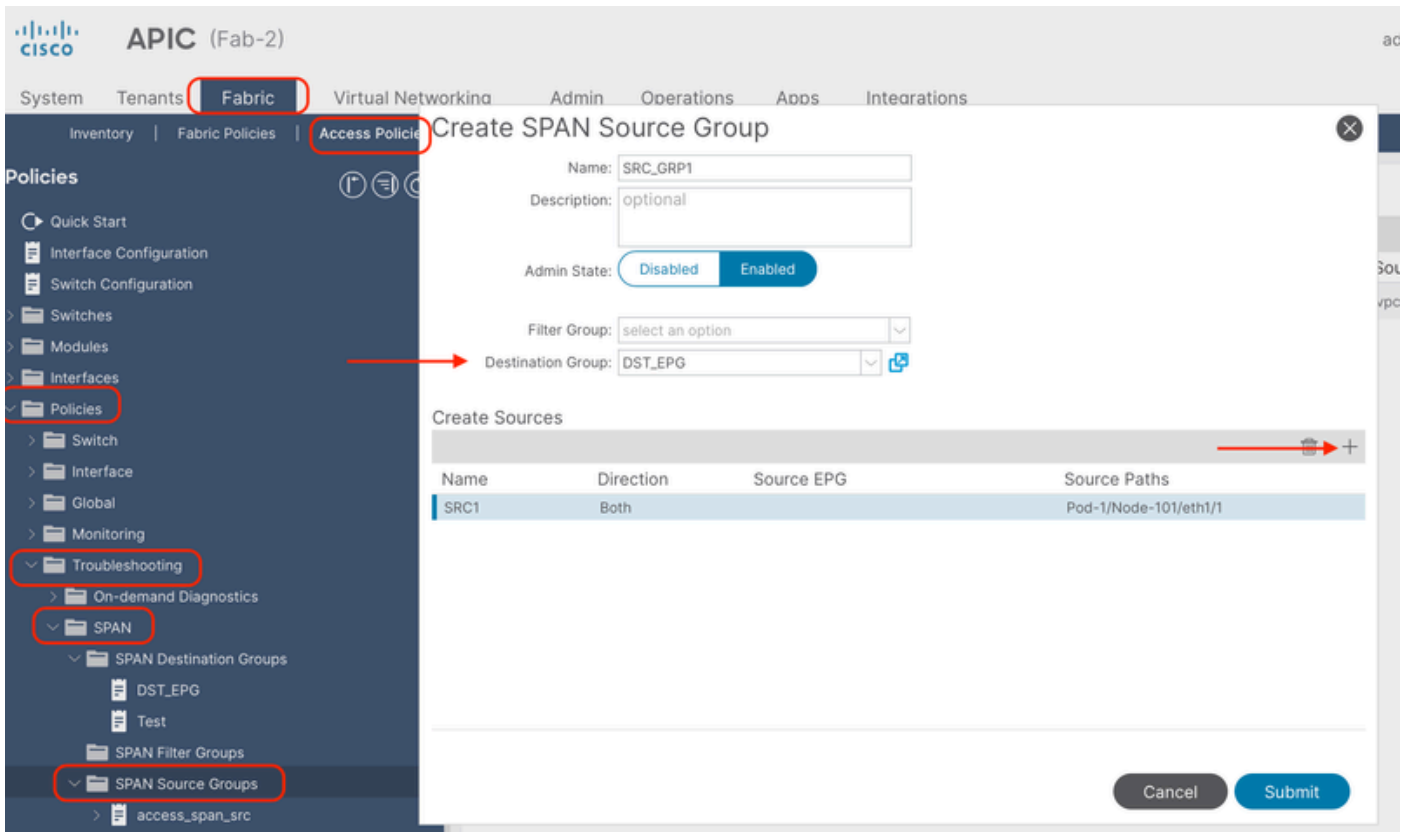 CISCO APIC (Fab-2)
ad
System Tenants Fabric Virtual Networking Admin Operations Apps Integrations
Inventory | Fabric Policies | Access Policie
Policies
Quick Start
Interface Configuration
Switch Configuration
Switches
Modules
Interfaces
Policies
Switch
Interface
Global
Monitoring
Troubleshooting
On-demand Diagnostics
SPAN
SPAN Destination Groups
DST_EPG
Test
SPAN Filter Groups
SPAN Source Groups
access_span_src
Create SPAN Source Group
Name: SRC_GRP1
Description: optional
Admin State: Disabled Enabled
Filter Group: select an option
Destination Group: DST_EPG
Create Sources
Name Direction Source EPG Source Paths
SRC1 Both Pod-1/Node-101/eth1/1
Cancel Submit
Sou
vpc